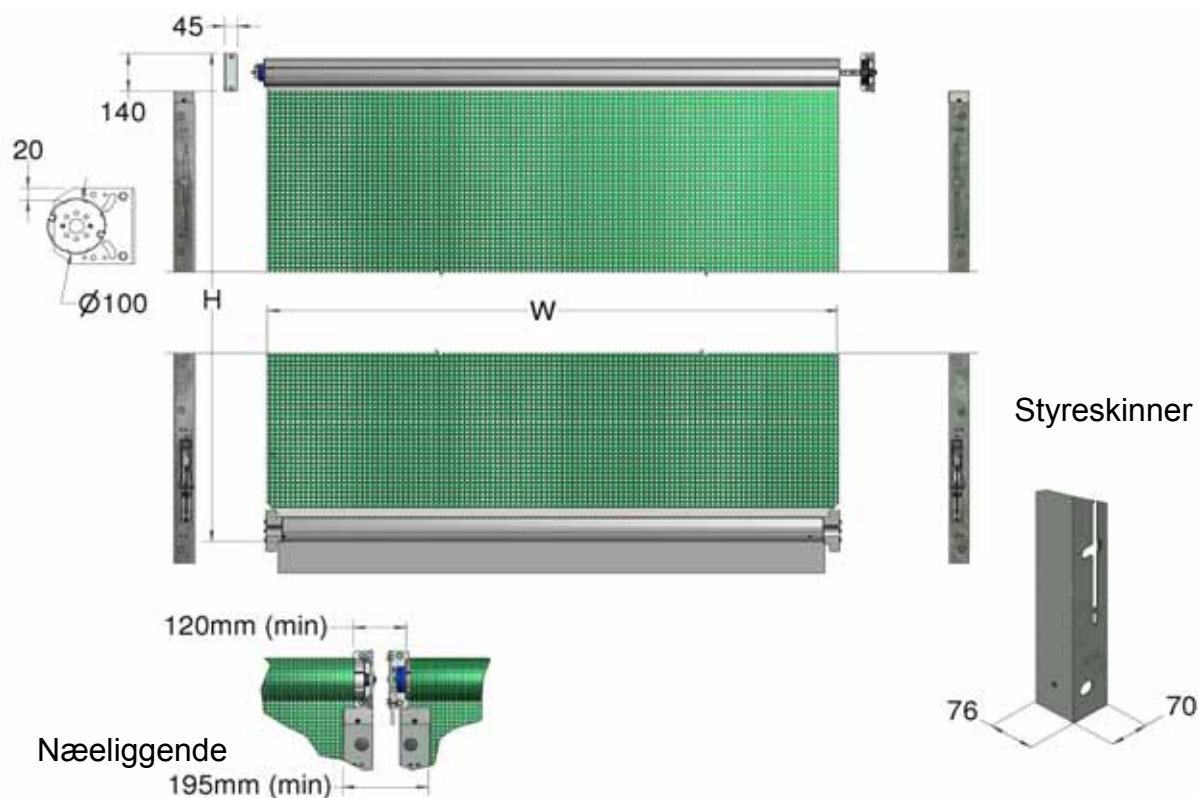 45
140
20
Ø100
H
W
Styreskinner
120mm (min)
76
70
Næeliggende
195mm (min)